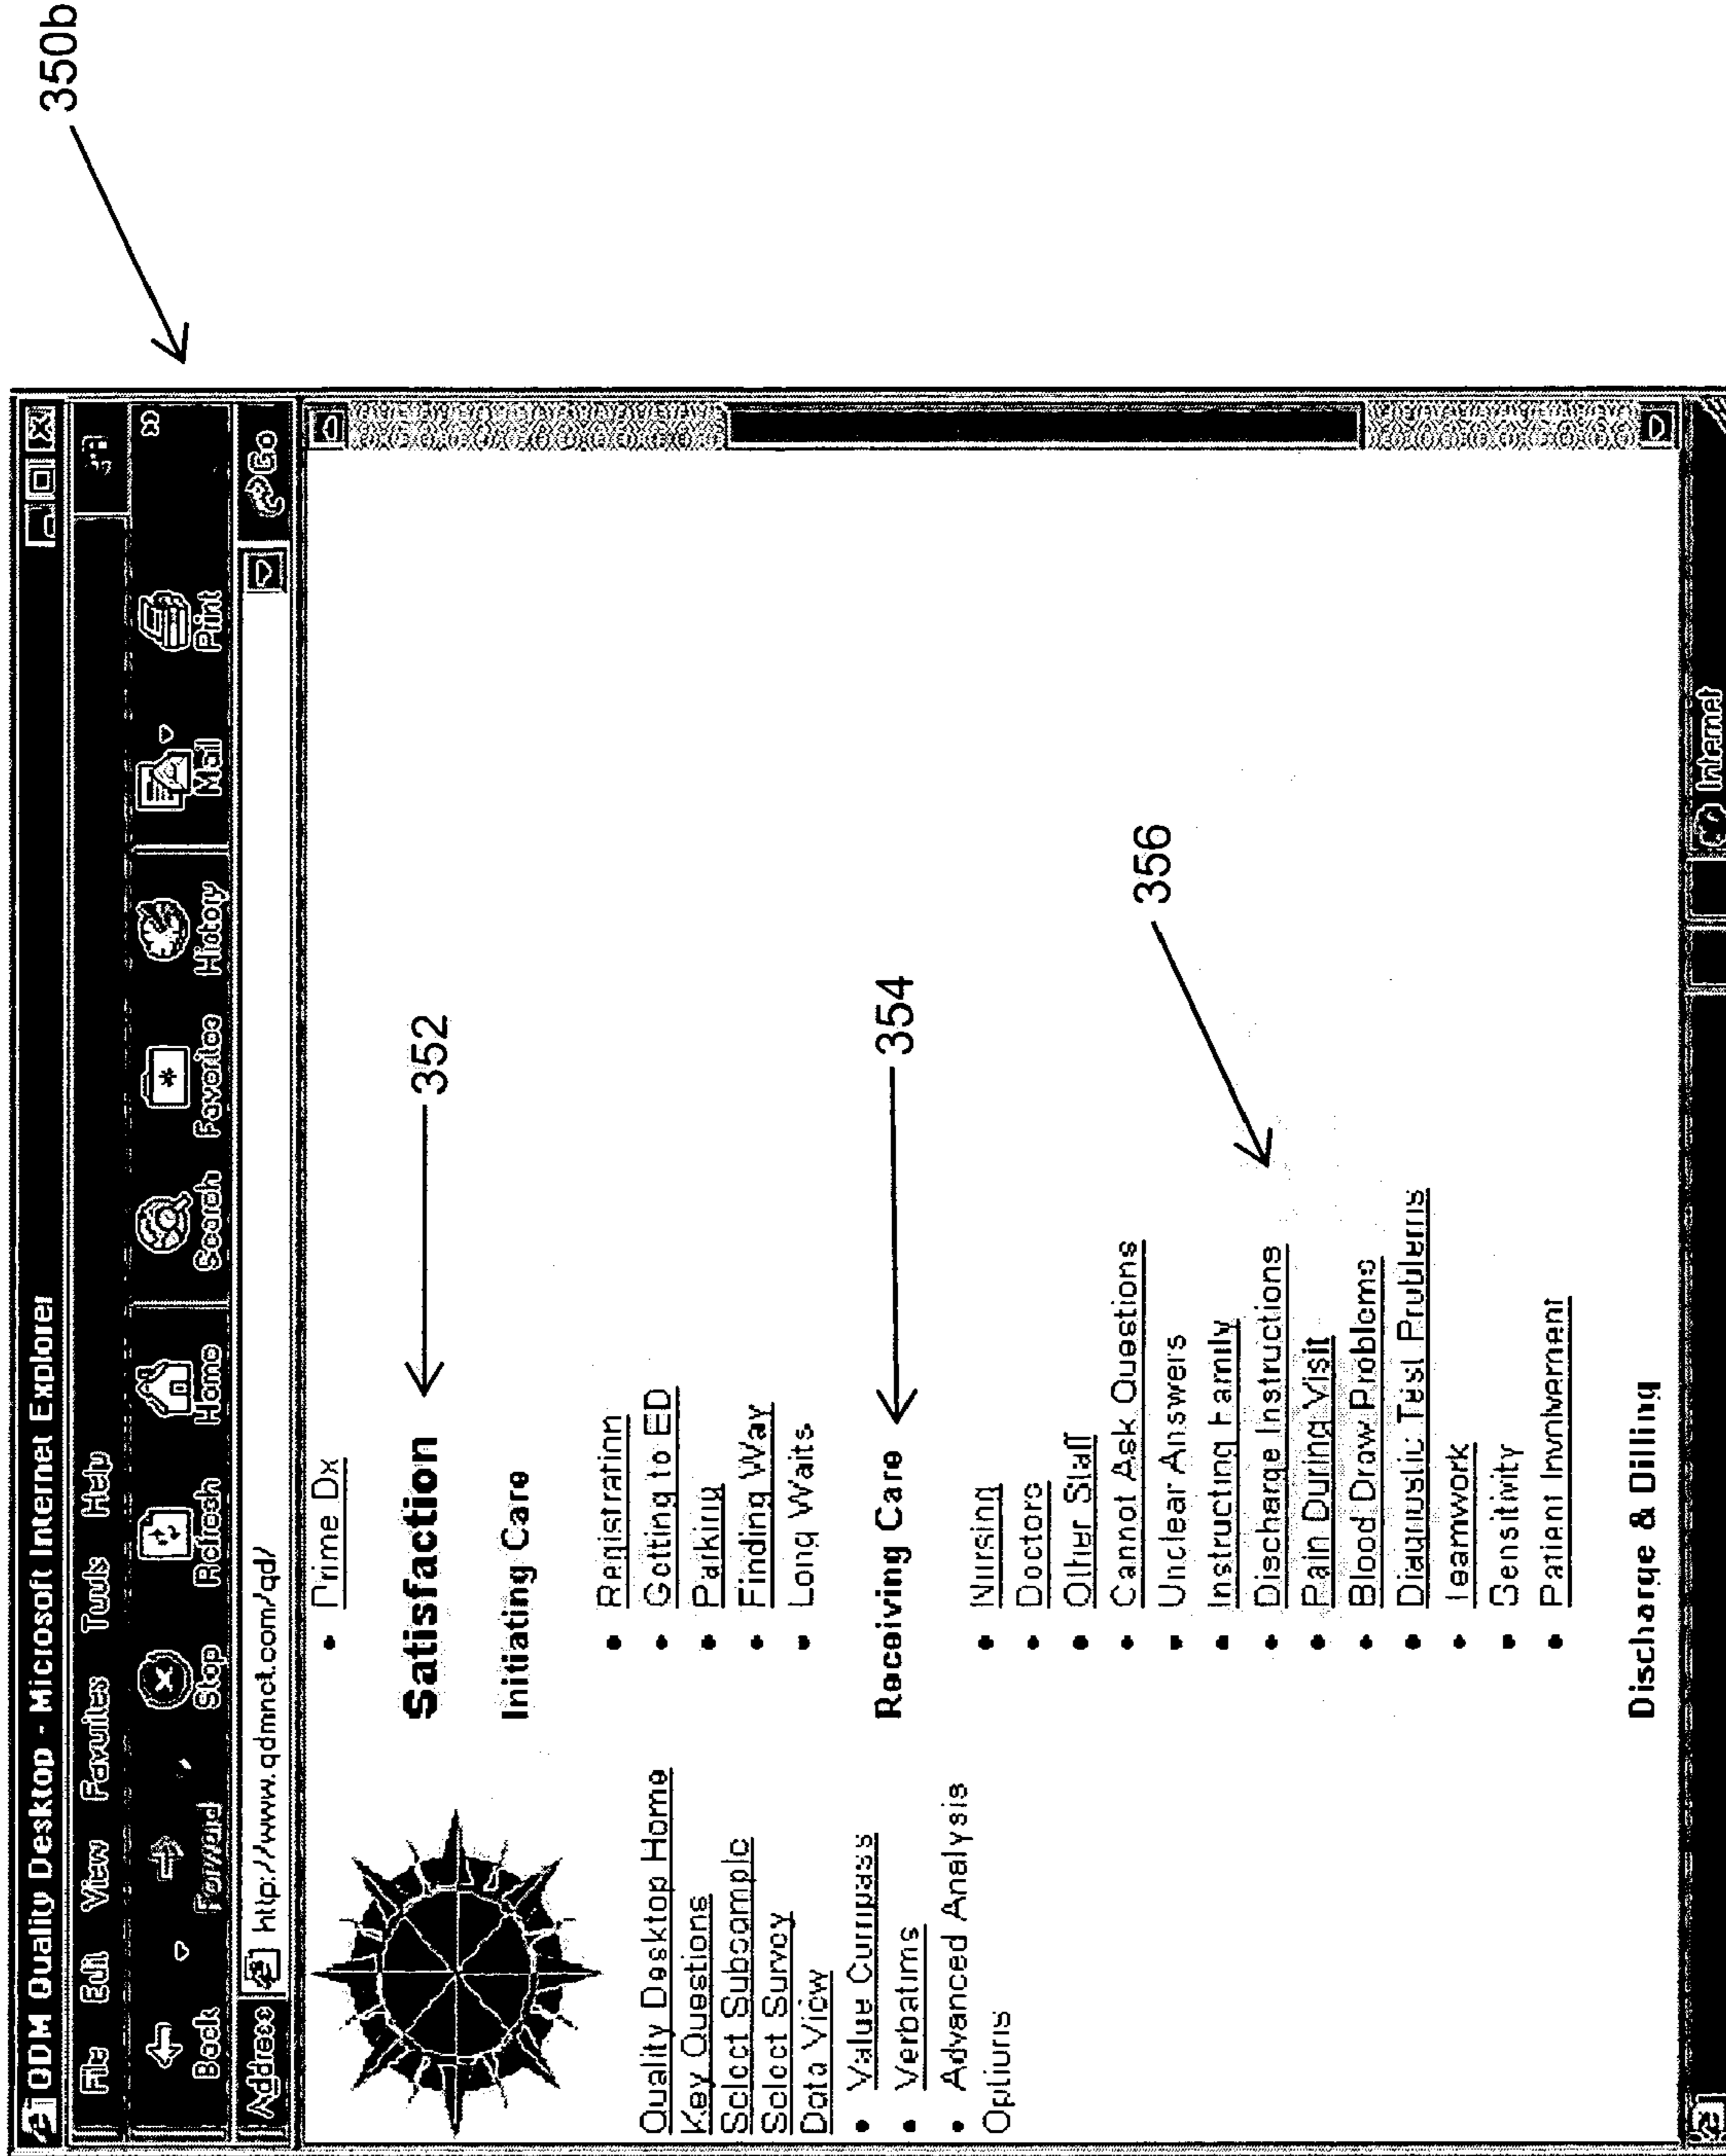 350b
QDM Quality Desktop - Microsoft Internet Explorer
File Edit View Favorites Tools Help
Back Forward Stop Refresh Home Search Favorites History Mail Print »
Address http://www.qdmnet.com/qd/ Go
• Prime Dx
Satisfaction
352
Initiating Care
• Registration
• Getting to ED
• Parking
• Finding Way
• Long Waits
Receiving Care
354
• Nursing
• Doctors
• Other Staff
• Cannot Ask Questions
• Unclear Answers
• Instructing Family
• Discharge Instructions
356
• Pain During Visit
• Blood Draw Problems
• Diagnostic Test Problems
• Teamwork
• Sensitivity
• Patient Involvement
Discharge & Billing
Quality Desktop Home
Key Questions
Select Subsample
Select Survey
Data View
• Value Compass
• Verbatims
• Advanced Analysis
Options
Internet